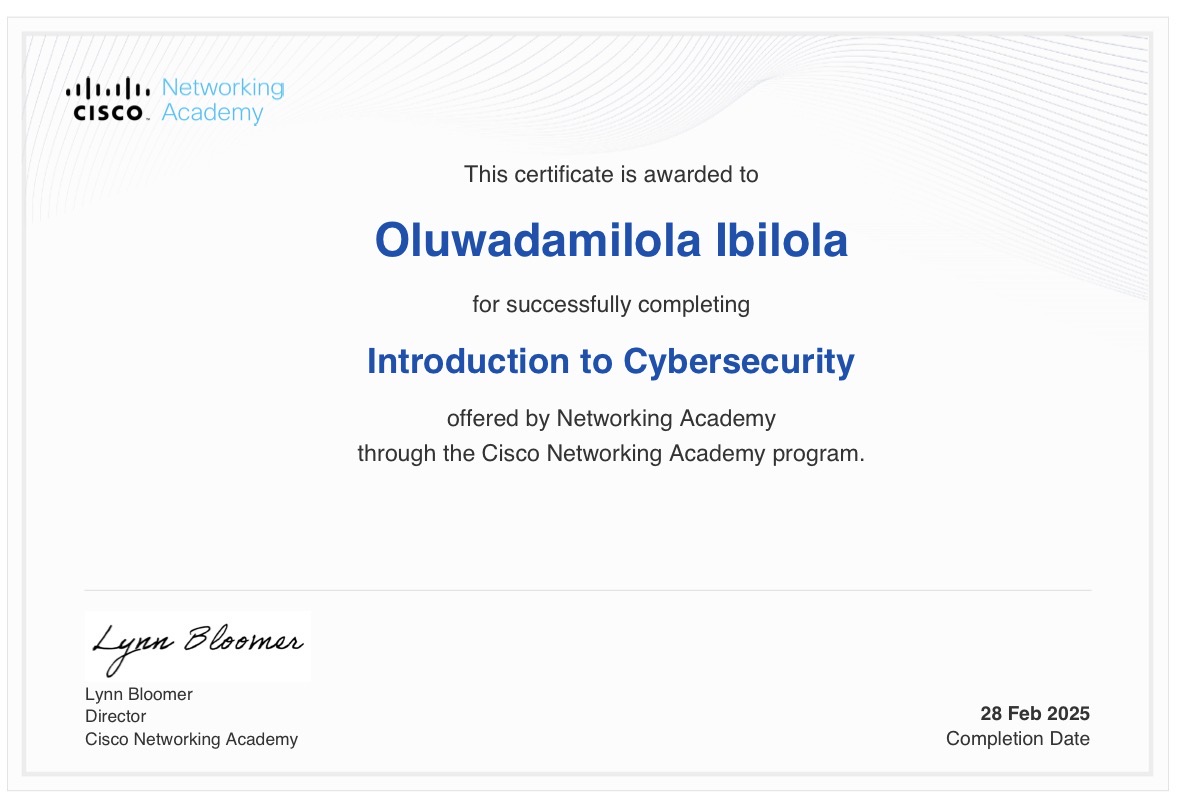 CISCO Networking
Academy
This certificate is awarded to
Oluwadamilola Ibilola
for successfully completing
Introduction to Cybersecurity
offered by Networking Academy
through the Cisco Networking Academy program.
Lynn Bloomer
Lynn Bloomer
Director
Cisco Networking Academy
28 Feb 2025
Completion Date